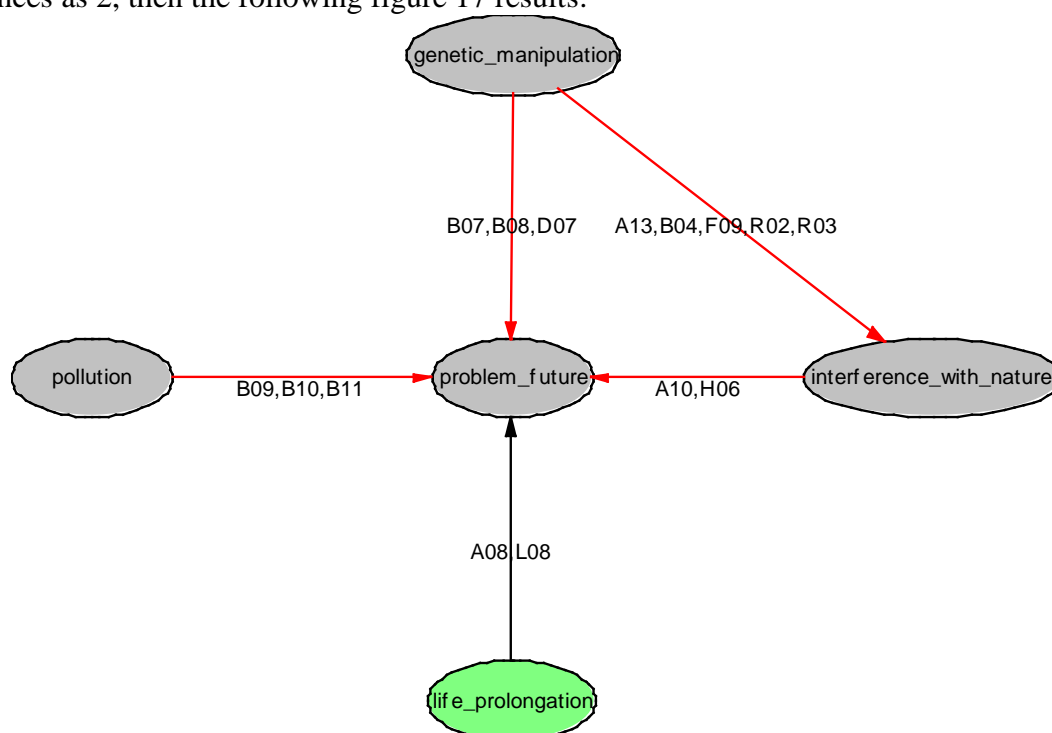 nces as 2, then the following figure 17 results:
genetic_manipulation
B07,B08,D07
A13,B04,F09,R02,R03
pollution
B09,B10,B11
problem_future
A10,H06
interference_with_nature
A08,L08
life_prolongation